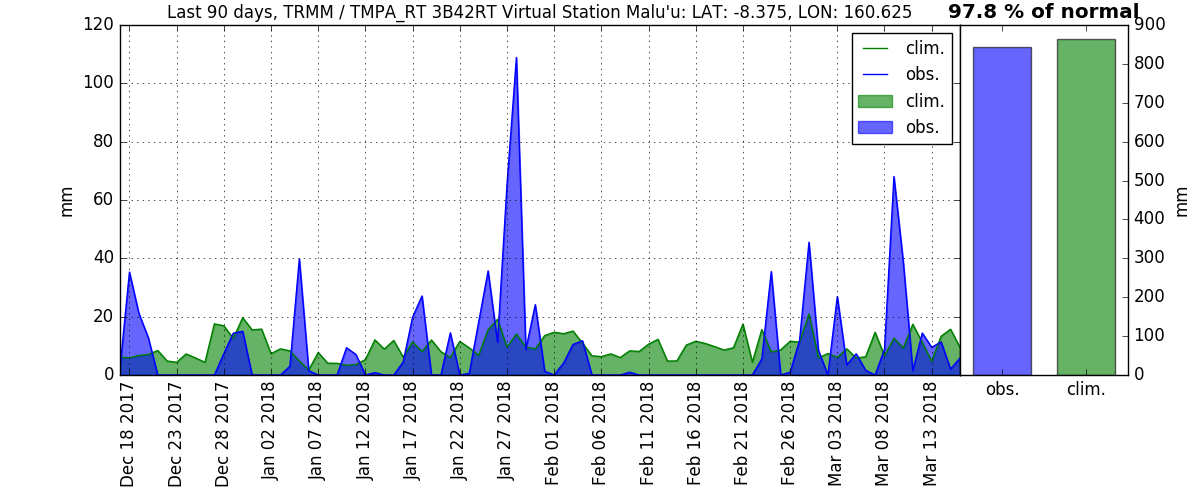 Last 90 days, TRMM / TMPA_RT 3B42RT Virtual Station Malu'u: LAT: -8.375, LON: 160.625
97.8 % of normal
120
100
80
60
40
20
0
mm
clim.
obs.
clim.
obs.
900
800
700
600
500
400
300
200
100
0
mm
obs.
clim.
Dec 18 2017
Dec 23 2017
Dec 28 2017
Jan 02 2018
Jan 07 2018
Jan 12 2018
Jan 17 2018
Jan 22 2018
Jan 27 2018
Feb 01 2018
Feb 06 2018
Feb 11 2018
Feb 16 2018
Feb 21 2018
Feb 26 2018
Mar 03 2018
Mar 08 2018
Mar 13 2018